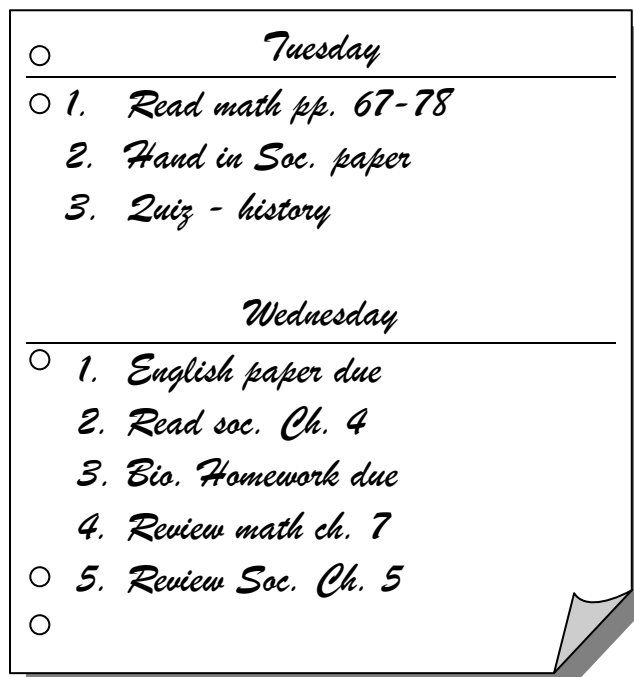 Tuesday
1. Read math pp. 67-78
2. Hand in Soc. paper
3. Quiz - history
Wednesday
1. English paper due
2. Read soc. Ch. 4
3. Bio. Homework due
4. Review math ch. 7
5. Review Soc. Ch. 5